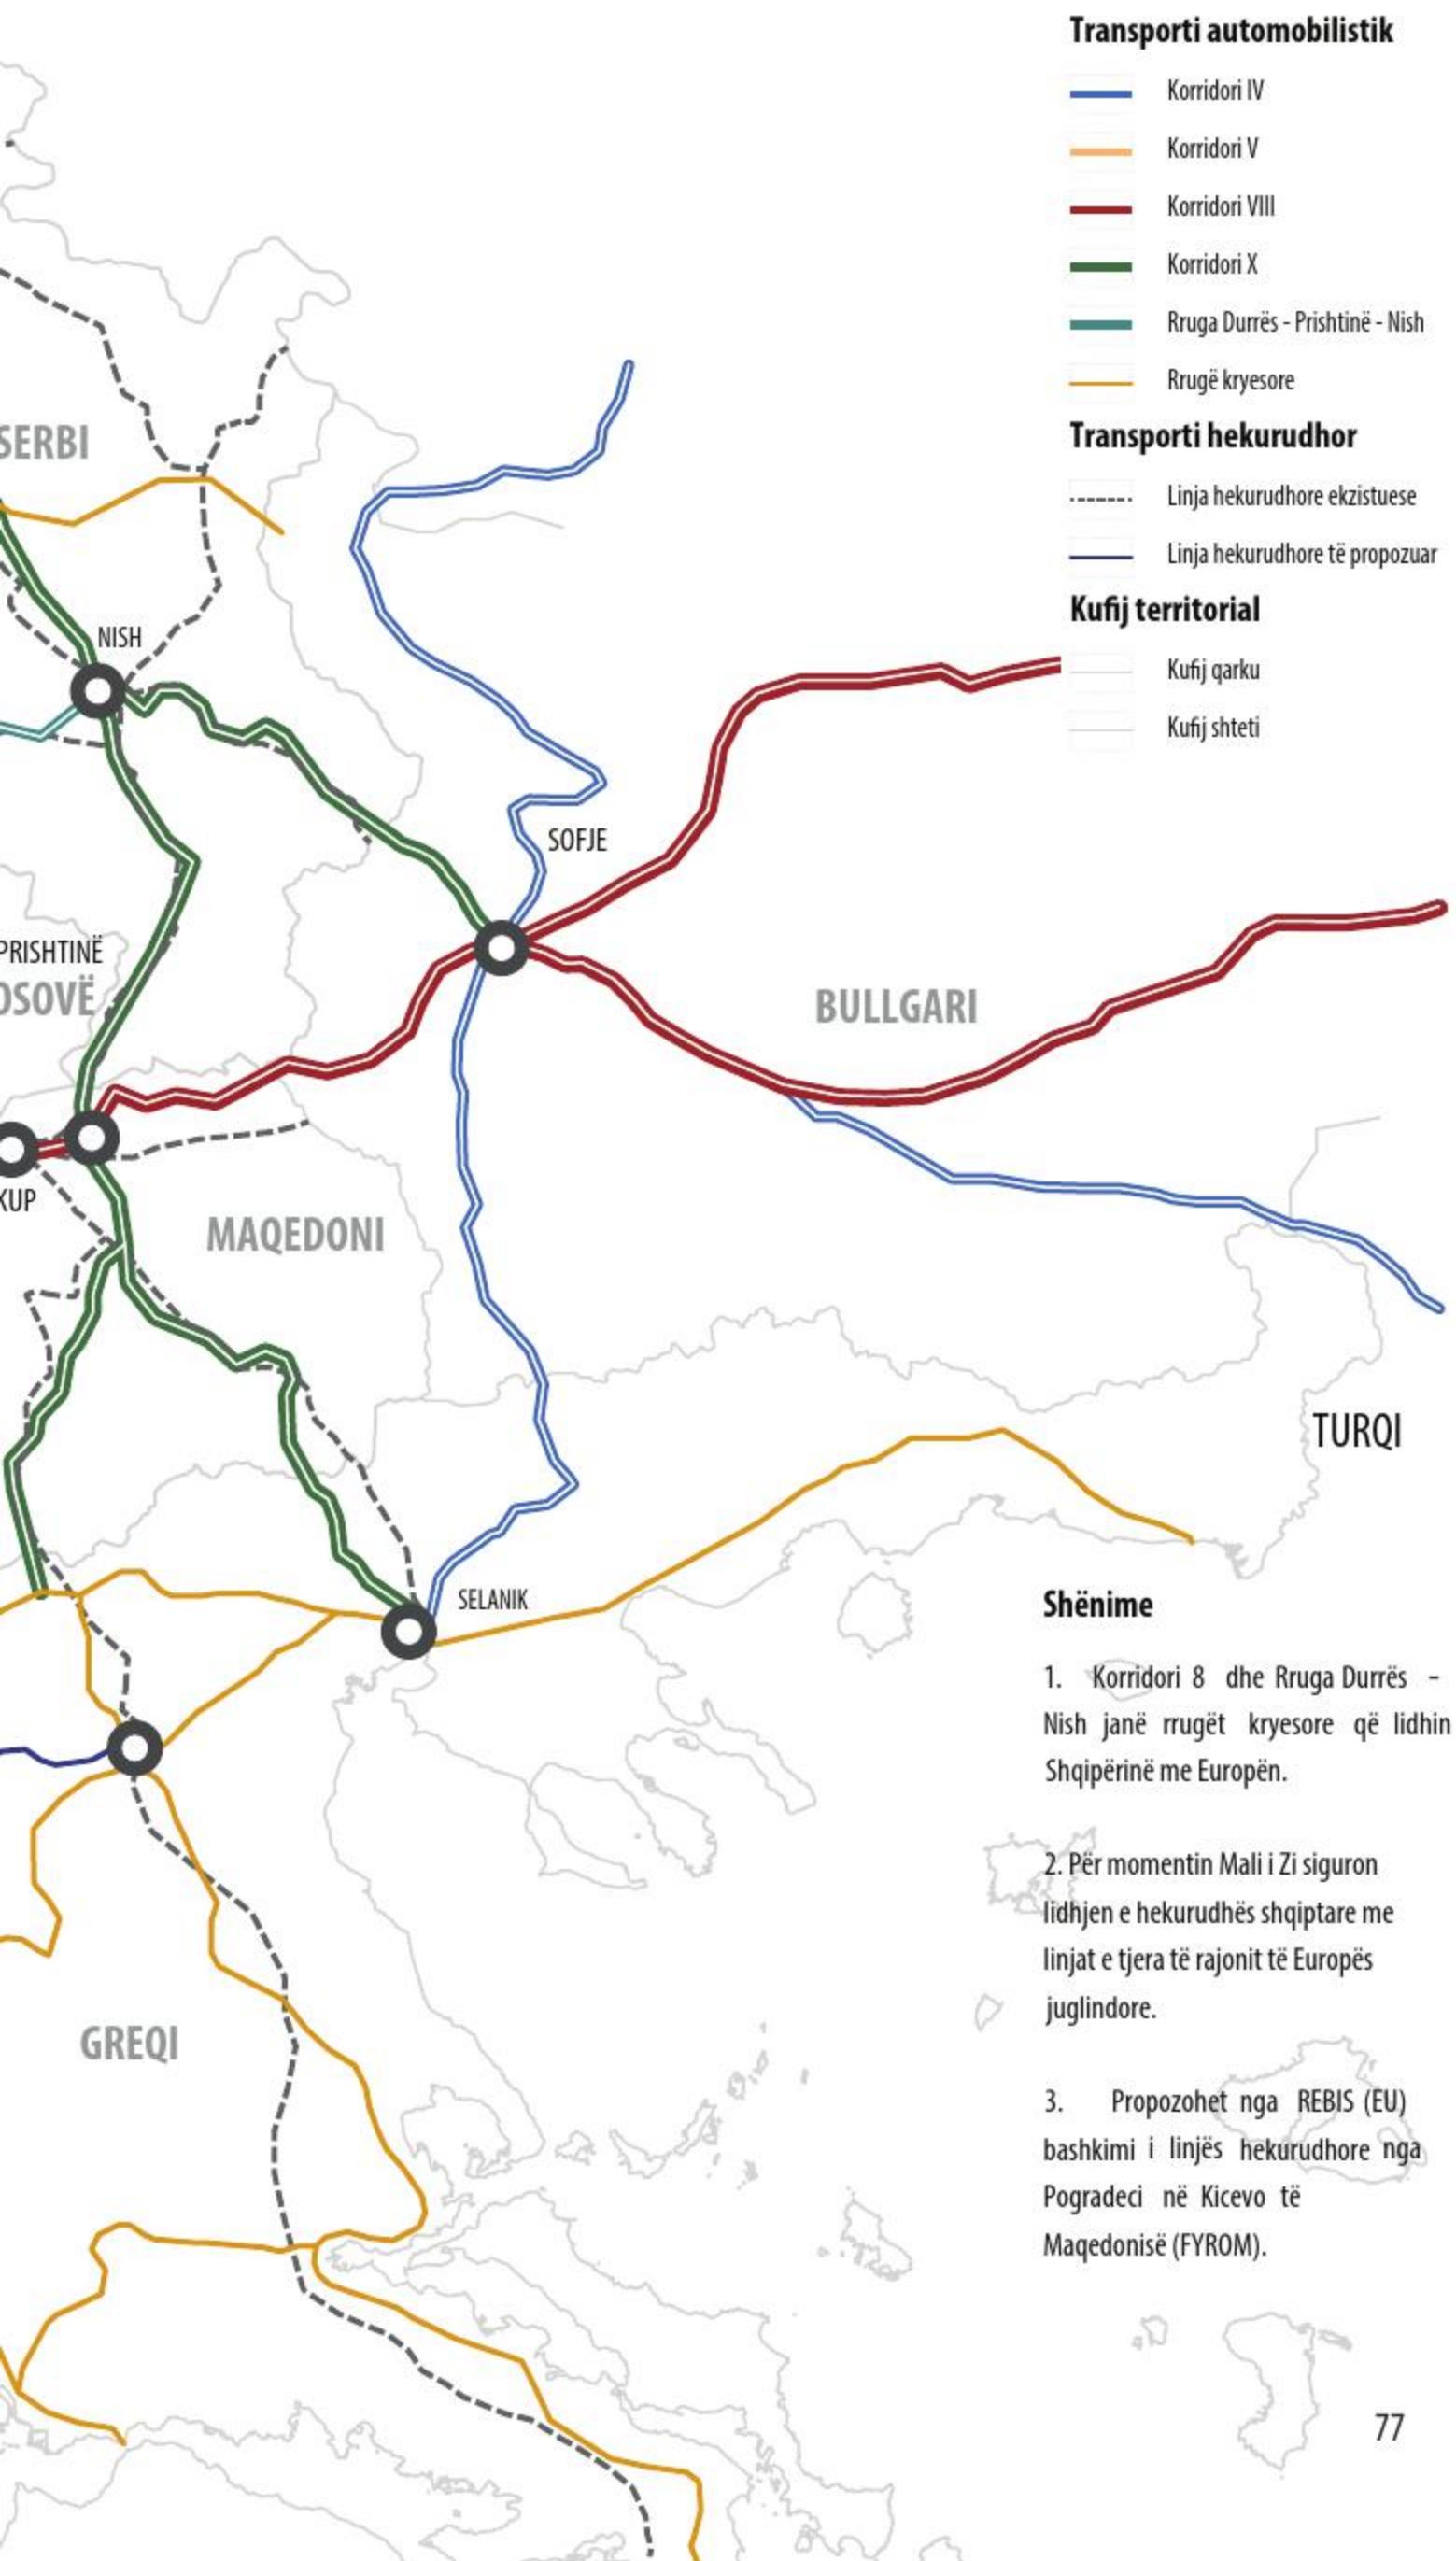 Transporti automobilistik
Korridori IV
Korridori V
Korridori VIII
Korridori X
Rruga Durrës - Prishtinë - Nish
Rrugë kryesore
Transporti hekurudhor
Linja hekurudhore ekzistuese
Linja hekurudhore të propozuar
Kufij territorial
Kufij qarku
Kufij shteti
SERBI
NISH
SOFJE
PRISHTINË
OSOVË
BULLGARI
KUP
MAQEDONI
TURQI
SELANIK
GREQI
Shënime
1. Korridori 8 dhe Rruga Durrës -
Nish janë rrugët kryesore që lidhin
Shqipërinë me Europën.
2. Për momentin Mali i Zi siguron
lidhjen e hekurudhës shqiptare me
linjat e tjera të rajonit të Europës
juglindore.
3. Propozohet nga REBIS (EU)
bashkimi i linjës hekurudhore nga
Pogradeci në Kicevo të
Maqedonisë (FYROM).
77